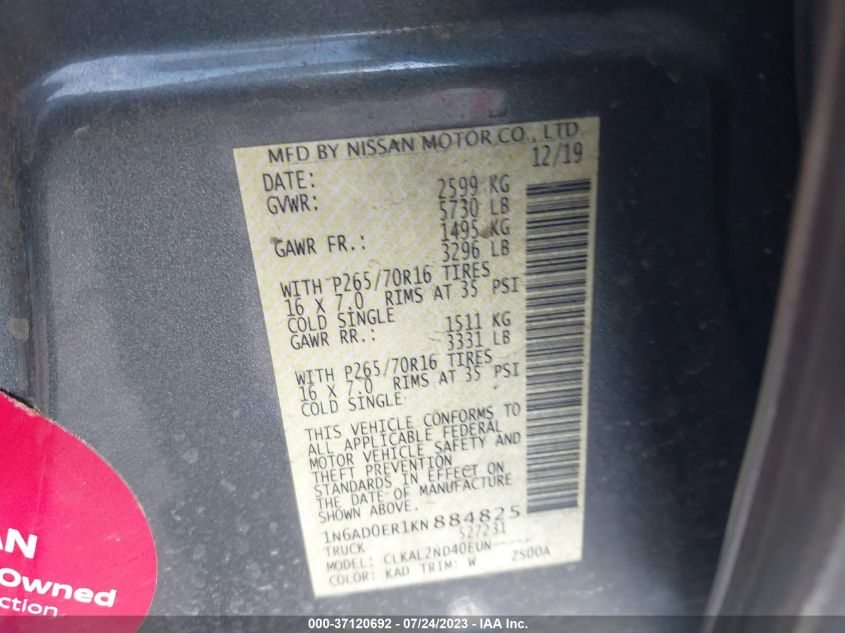 MFD BY NISSAN MOTOR CO., LTD.
DATE: 12/19
GVWR: 2599 KG
5730 LB
GAWR FR.: 1495 KG
3296 LB
WITH P265/70R16 TIRES
16 X 7.0 RIMS AT 35 PSI
COLD SINGLE
GAWR RR.: 1511 KG
3331 LB
WITH P265/70R16 TIRES
16 X 7.0 RIMS AT 35 PSI
COLD SINGLE
THIS VEHICLE CONFORMS TO
ALL APPLICABLE FEDERAL
MOTOR VEHICLE SAFETY AND
THEFT PREVENTION
STANDARDS IN EFFECT ON
THE DATE OF MANUFACTURE
SHOWN ABOVE.
1N6AD0ER1KN884825
TRUCK 527231
MODEL: CLKAL2ND40EUN
COLOR: KAD TRIM: W 2S00A
AN
Owned
ction
000-37120692 - 07/24/2023 - IAA Inc.